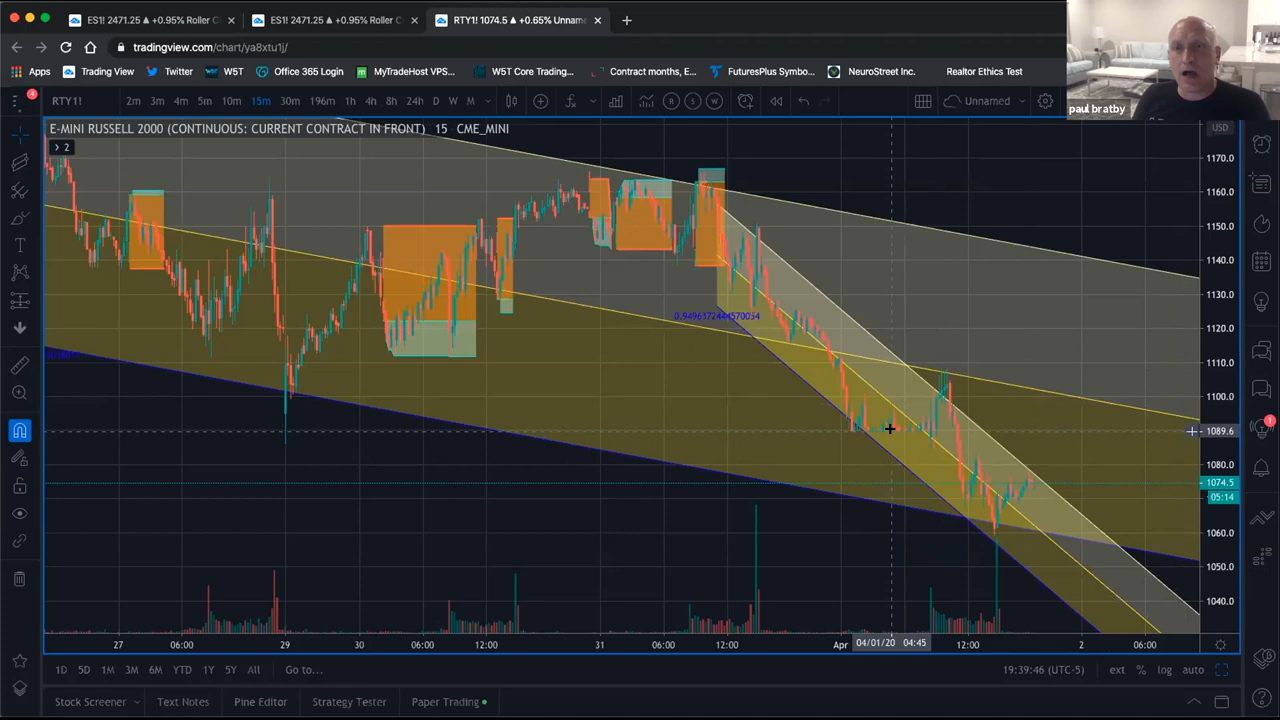 ES1! 2471.25 ▲ +0.95% Roller C
ES1! 2471.25 ▲ +0.95% Roller C
RTY1! 1074.5 ▲ +0.65% Unnam
tradingview.com/chart/ya8xtu1j/
Apps
Trading View
Twitter
W5T
Office 365 Login
MyTradeHost VPS...
W5T Core Trading...
Contract months, E...
FuturesPlus Symbo...
NeuroStreet Inc.
Realtor Ethics Test
paul bratby
4
RTY1!
2m 3m 4m 5m 10m 15m 30m 196m 1h 4h 8h 24h D W M
R
S
W
Unnamed
E-MINI RUSSELL 2000 (CONTINUOUS: CURRENT CONTRACT IN FRONT) 15 CME_MINI
USD
2
1170.0
1160.0
1150.0
1140.0
1130.0
0.9496372444570034
1120.0
1110.0
1100.0
1089.6
1
1080.0
1074.5
05:14
1060.0
1050.0
1040.0
27 06:00 12:00 29 30 06:00 12:00 31 06:00 12:00 Apr 04/01/20 04:45 12:00 2 06:00
1D 5D 1M 3M 6M YTD 1Y 5Y All Go to...
19:39:46 (UTC-5) ext % log auto
Stock Screener Text Notes Pine Editor Strategy Tester Paper Trading